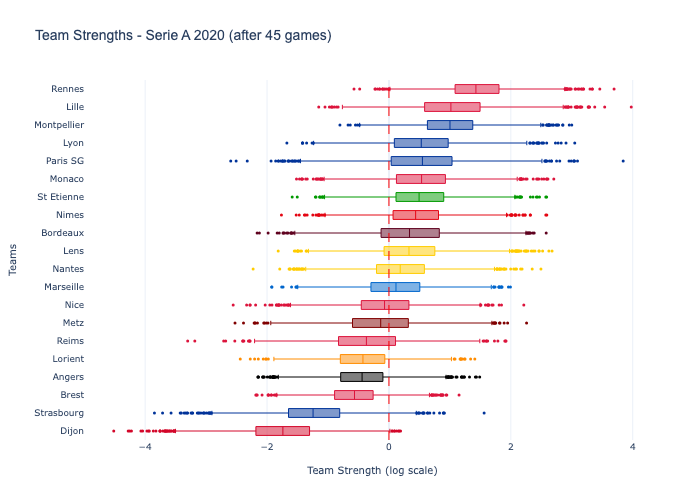 Team Strengths - Serie A 2020 (after 45 games)
Rennes
Lille
Montpellier
Lyon
Paris SG
Monaco
St Etienne
Nimes
Bordeaux
Lens
Nantes
Marseille
Nice
Metz
Reims
Lorient
Angers
Brest
Strasbourg
Dijon
Teams
−4 −2 0 2 4
Team Strength (log scale)